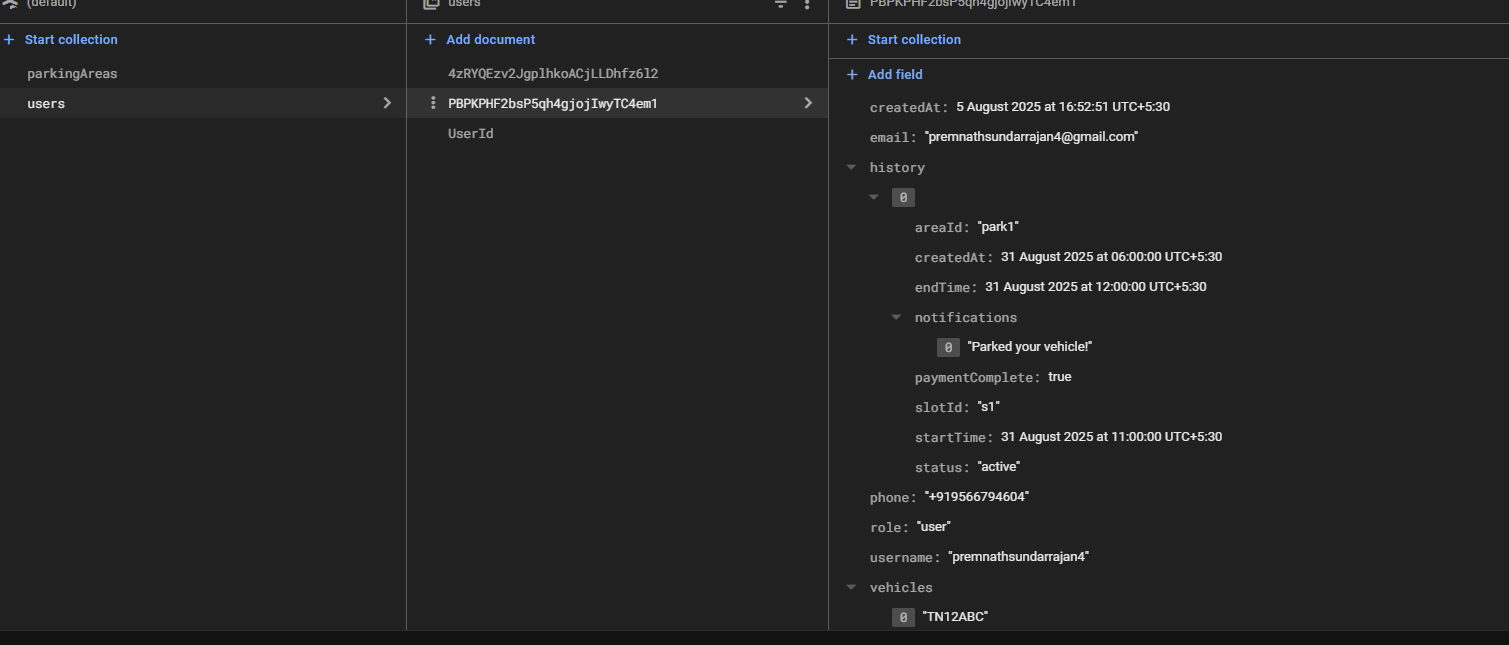 (default)
Start collection
parkingAreas
users
users
Add document
4zRYQEzv2JgplhkoACjLLDhfz6l2
PBPKPHF2bsP5qh4gjojIwyTC4em1
UserId
PBPKPHF2bsP5qh4gjojIwyTC4em1
Start collection
Add field
createdAt: 5 August 2025 at 16:52:51 UTC+5:30
email: "premnathsundarrajan4@gmail.com"
history
0
areaId: "park1"
createdAt: 31 August 2025 at 06:00:00 UTC+5:30
endTime: 31 August 2025 at 12:00:00 UTC+5:30
notifications
0 "Parked your vehicle!"
paymentComplete: true
slotId: "s1"
startTime: 31 August 2025 at 11:00:00 UTC+5:30
status: "active"
phone: "+919566794604"
role: "user"
username: "premnathsundarrajan4"
vehicles
0 "TN12ABC"